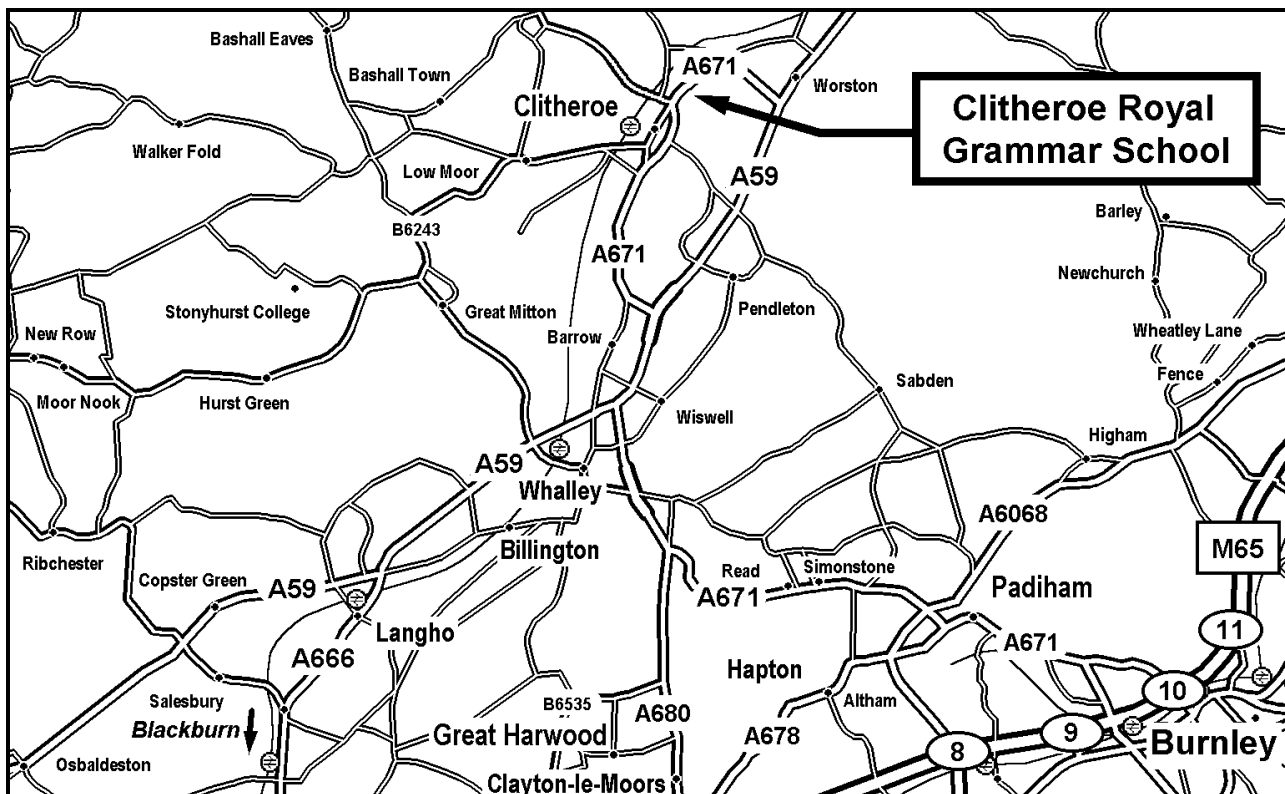 Bashall Eaves
A671
Bashall Town
Worston
Clitheroe
Clitheroe Royal
Grammar School
Walker Fold
Low Moor
A59
B6243
A671
Barley
Newchurch
Stonyhurst College
Great Mitton
Pendleton
New Row
Barrow
Wheatley Lane
Fence
Sabden
Moor Nook
Hurst Green
Wiswell
Higham
A59
Whalley
A6068
M65
Ribchester
Billington
Copster Green
A59
Read
Simonstone
Padiham
A671
Langho
11
A671
A666
Hapton
10
Salesbury
B6535
Altham
A680
Blackburn
9
Great Harwood
A678
8
Burnley
Osbaldeston
Clayton-le-Moors